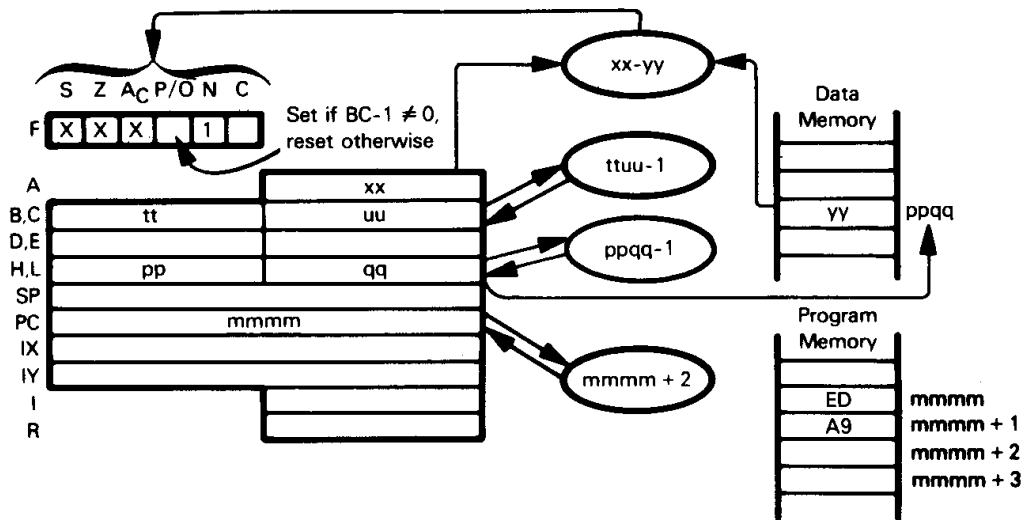 xx-yy
S Z AC P/O N C
F X X X 1
Set if BC-1 ≠ 0,
reset otherwise
Data
Memory
ttuu-1
A xx
B,C tt uu
yy ppqq
D,E
ppqq-1
H,L pp qq
SP
PC mmmm
Program
Memory
IX
IY
mmmm + 2
I
R
ED mmmm
A9 mmmm + 1
mmmm + 2
mmmm + 3